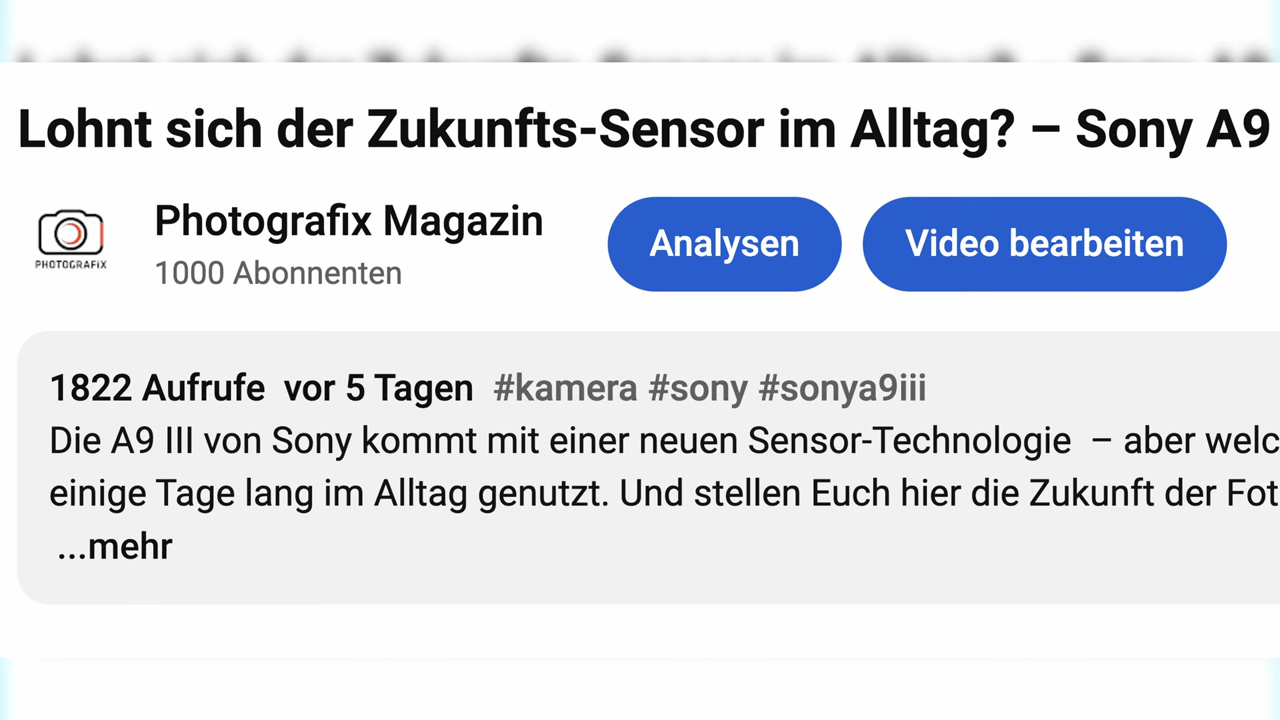 Lohnt sich der Zukunfts-Sensor im Alltag? – Sony A9
PHOTOGRAFIX
Photografix Magazin
1000 Abonnenten
Analysen
Video bearbeiten
1822 Aufrufe vor 5 Tagen #kamera #sony #sonya9iii
Die A9 III von Sony kommt mit einer neuen Sensor-Technologie – aber welc
einige Tage lang im Alltag genutzt. Und stellen Euch hier die Zukunft der Fot
...mehr